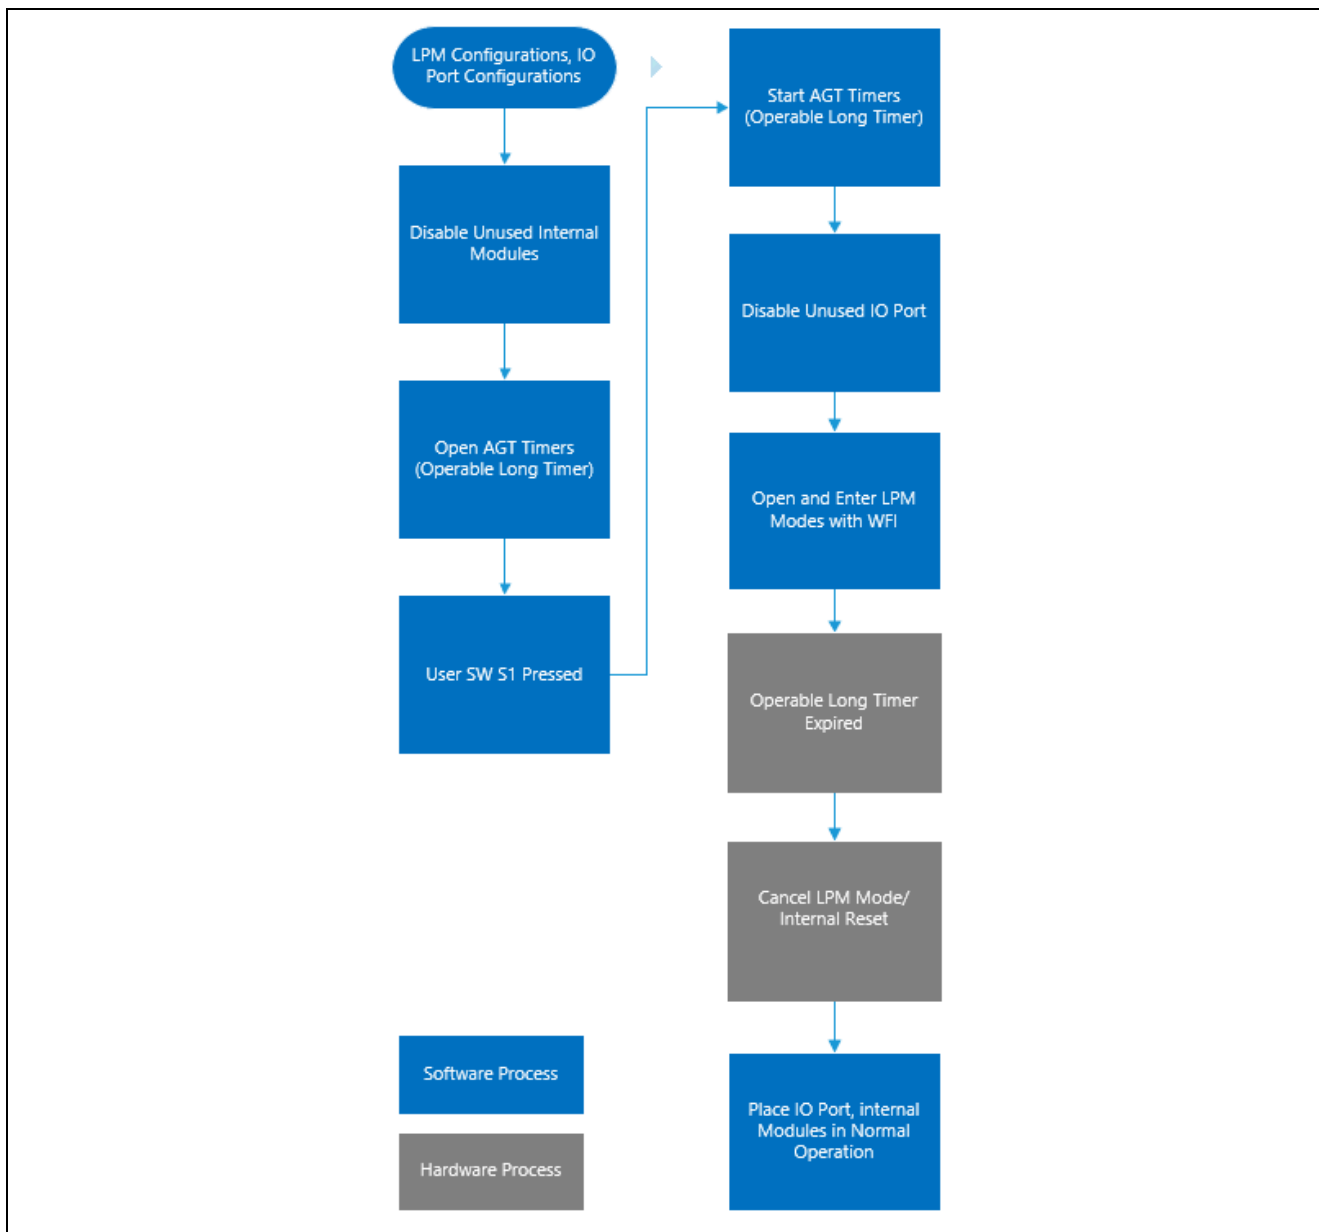 LPM Configurations, IO
Port Configurations
Disable Unused Internal
Modules
Open AGT Timers
(Operable Long Timer)
User SW S1 Pressed
Start AGT Timers
(Operable Long Timer)
Disable Unused IO Port
Open and Enter LPM
Modes with WFI
Operable Long Timer
Expired
Cancel LPM Mode/
Internal Reset
Place IO Port, internal
Modules in Normal
Operation
Software Process
Hardware Process